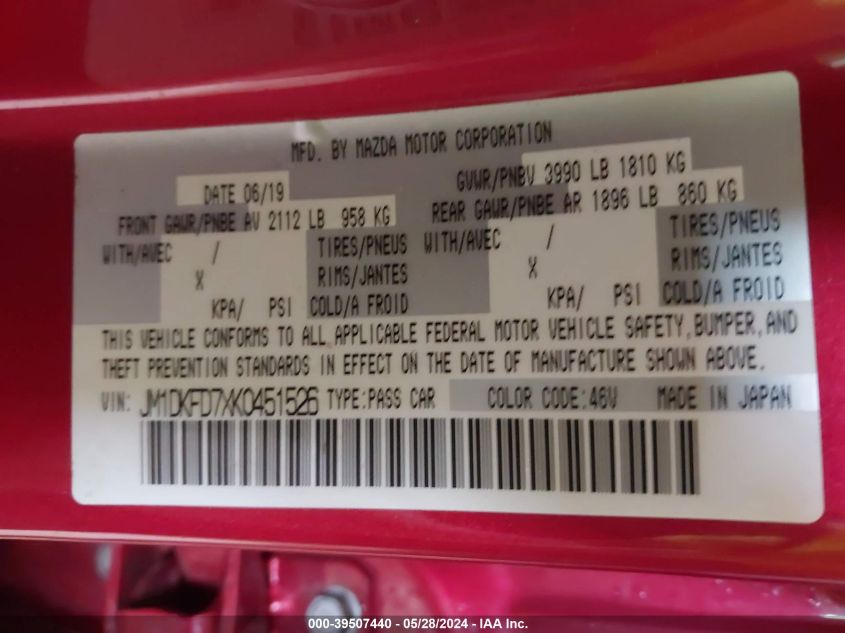 MFD. BY MAZDA MOTOR CORPORATION
DATE 06/19 GVWR/PNBV 3990 LB 1810 KG
FRONT GAWR/PNBE AV 2112 LB 958 KG REAR GAWR/PNBE AR 1896 LB 860 KG
WITH/AVEC / TIRES/PNEUS WITH/AVEC / TIRES/PNEUS
X RIMS/JANTES X RIMS/JANTES
KPA/ PSI COLD/A FROID KPA/ PSI COLD/A FROID
THIS VEHICLE CONFORMS TO ALL APPLICABLE FEDERAL MOTOR VEHICLE SAFETY, BUMPER, AND
THEFT PREVENTION STANDARDS IN EFFECT ON THE DATE OF MANUFACTURE SHOWN ABOVE.
VIN: JM1DKFD7XK0451526 TYPE: PASS CAR COLOR CODE: 46V MADE IN JAPAN
000-39507440 - 05/28/2024 - IAA Inc.